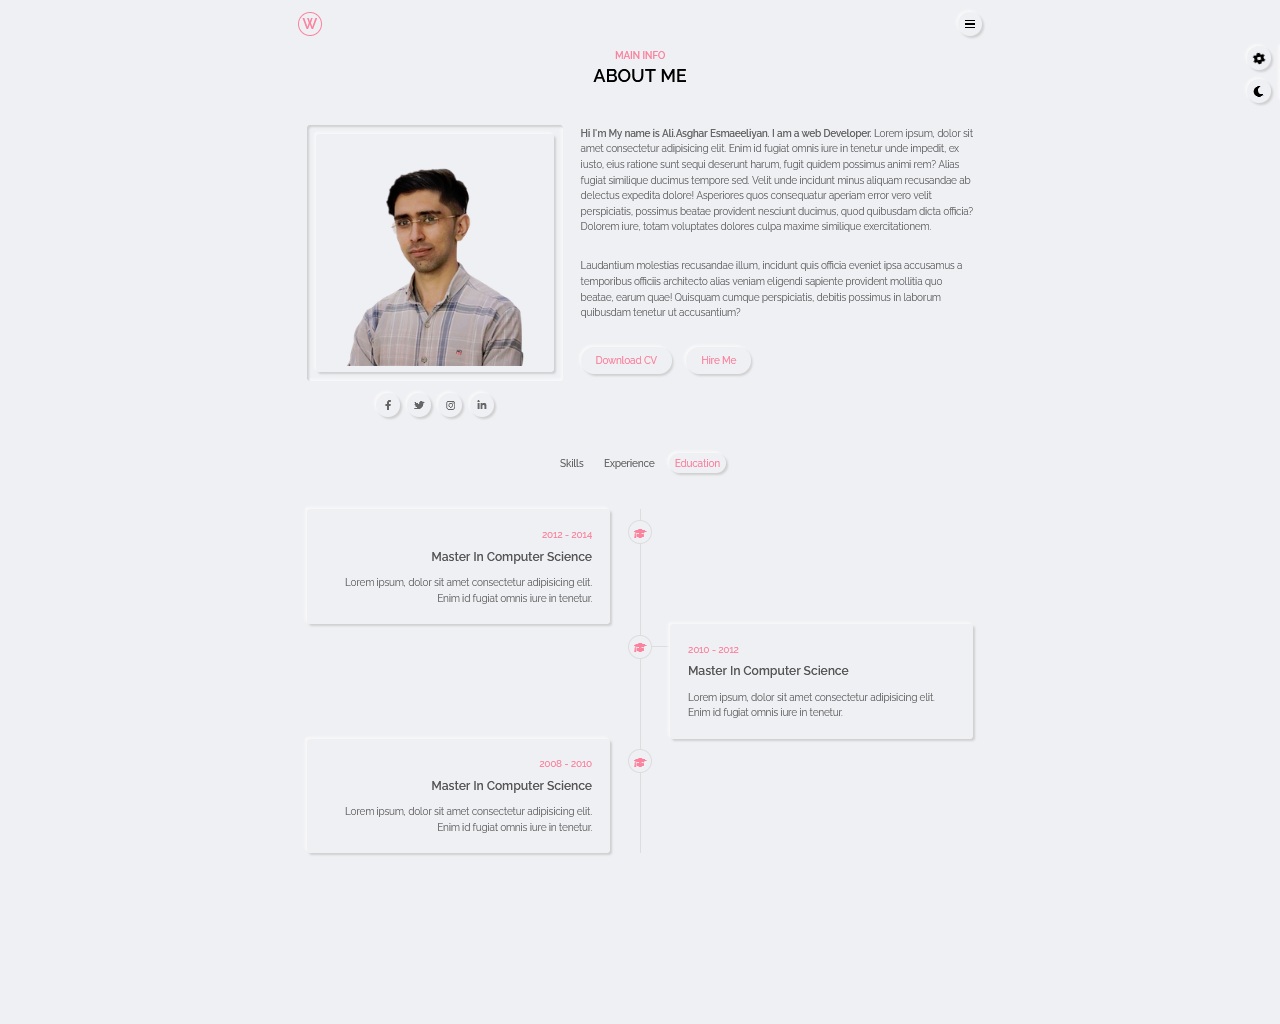 W
MAIN INFO
ABOUT ME
Hi I'm My name is Ali.Asghar Esmaeeliyan. I am a web Developer. Lorem ipsum, dolor sit
amet consectetur adipisicing elit. Enim id fugiat omnis iure in tenetur unde impedit, ex
iusto, eius ratione sunt sequi deserunt harum, fugit quidem possimus animi rem? Alias
fugiat similique ducimus tempore sed. Velit unde incidunt minus aliquam recusandae ab
delectus expedita dolore! Asperiores quos consequatur aperiam error vero velit
perspiciatis, possimus beatae provident nesciunt ducimus, quod quibusdam dicta officia?
Dolorem iure, totam voluptates dolores culpa maxime similique exercitationem.
Laudantium molestias recusandae illum, incidunt quis officia eveniet ipsa accusamus a
temporibus officiis architecto alias veniam eligendi sapiente provident mollitia quo
beatae, earum quae! Quisquam cumque perspiciatis, debitis possimus in laborum
quibusdam tenetur ut accusantium?
Download CV
Hire Me
Skills
Experience
Education
2012 - 2014
Master In Computer Science
Lorem ipsum, dolor sit amet consectetur adipisicing elit.
Enim id fugiat omnis iure in tenetur.
2010 - 2012
Master In Computer Science
Lorem ipsum, dolor sit amet consectetur adipisicing elit.
Enim id fugiat omnis iure in tenetur.
2008 - 2010
Master In Computer Science
Lorem ipsum, dolor sit amet consectetur adipisicing elit.
Enim id fugiat omnis iure in tenetur.